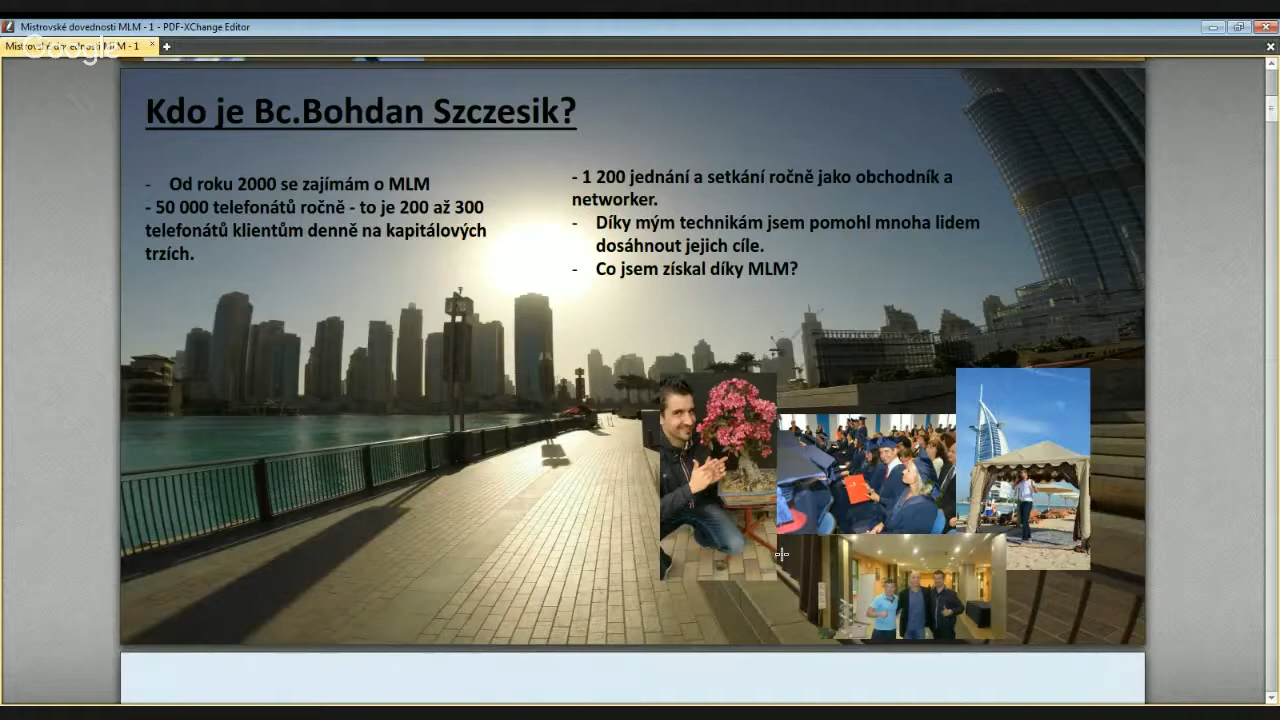 Mistrovské dovednosti MLM - 1 - PDF-XChange Editor
Mistrovské dovednosti MLM - 1
Google
Kdo je Bc.Bohdan Szczesik?
- Od roku 2000 se zajímám o MLM
- 50 000 telefonátů ročně - to je 200 až 300
telefonátů klientům denně na kapitálových
trzích.
- 1 200 jednání a setkání ročně jako obchodník a
networker.
- Díky mým technikám jsem pomohl mnoha lidem
dosáhnout jejich cíle.
- Co jsem získal díky MLM?